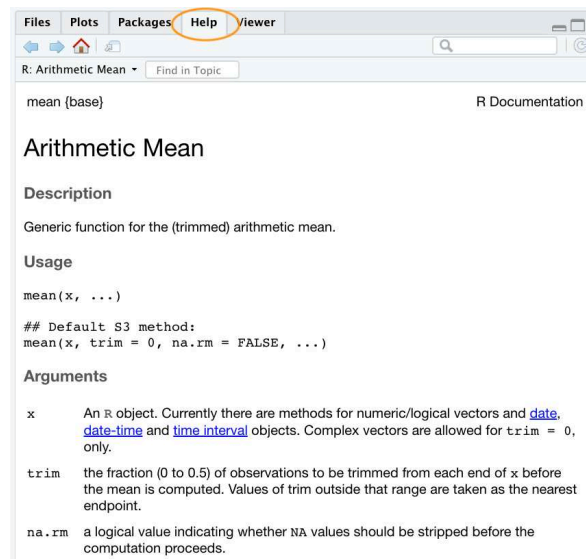 Files Plots Packages Help Viewer
R: Arithmetic Mean Find in Topic
mean {base} R Documentation
Arithmetic Mean
Description
Generic function for the (trimmed) arithmetic mean.
Usage
mean(x, ...)
## Default S3 method:
mean(x, trim = 0, na.rm = FALSE, ...)
Arguments
x An R object. Currently there are methods for numeric/logical vectors and date,
date-time and time interval objects. Complex vectors are allowed for trim = 0,
only.
trim the fraction (0 to 0.5) of observations to be trimmed from each end of x before
the mean is computed. Values of trim outside that range are taken as the nearest
endpoint.
na.rm a logical value indicating whether NA values should be stripped before the
computation proceeds.